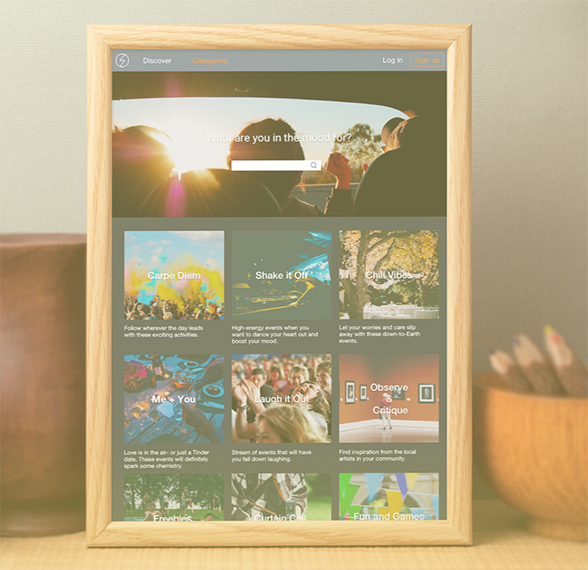 Discover Categories Log in Sign up
What are you in the mood for?
Carpe Diem
Shake it Off
Chill Vibes
Follow wherever the day leads
with these exciting activities.
High-energy events when you
want to dance your heart out and
boost your mood.
Let your worries and care slip
away with these down-to-Earth
events.
Me + You
Laugh it Out
Observe
Critique
Love is in the air- or just a Tinder
date. These events will definitely
spark some chemistry.
Stream of events that will have
you fall down laughing.
Find inspiration from the local
artists in your community.
Freebies
Curtain Call
Fun and Games